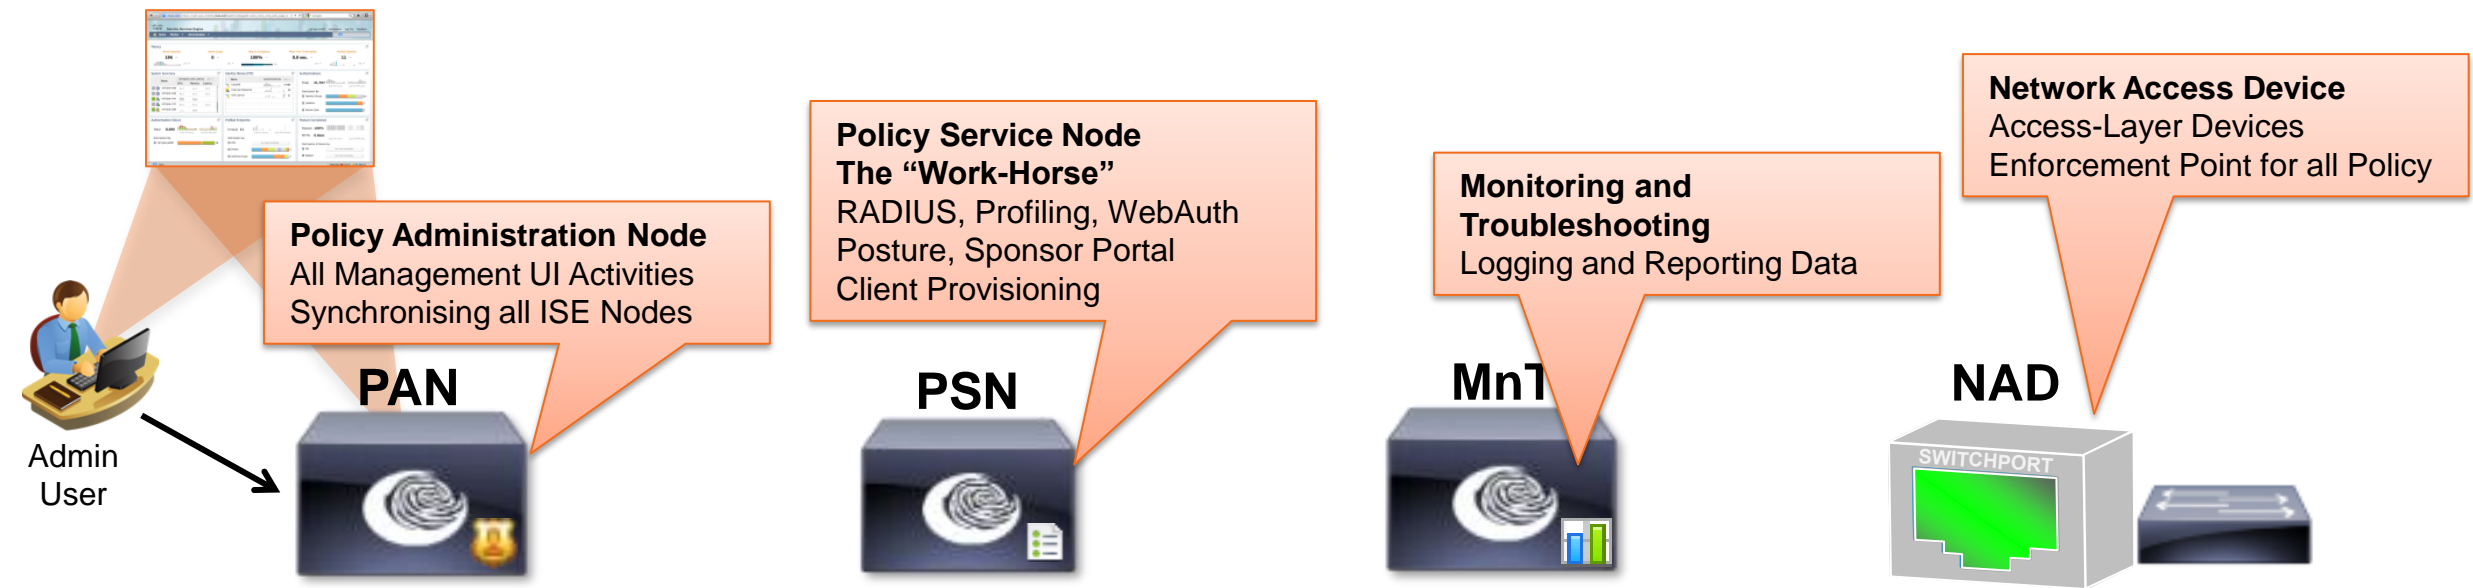 Policy Administration Node
All Management UI Activities
Synchronising all ISE Nodes
PAN
Admin
User
Policy Service Node
The “Work-Horse”
RADIUS, Profiling, WebAuth
Posture, Sponsor Portal
Client Provisioning
PSN
Monitoring and
Troubleshooting
Logging and Reporting Data
MnT
Network Access Device
Access-Layer Devices
Enforcement Point for all Policy
NAD
SWITCHPORT